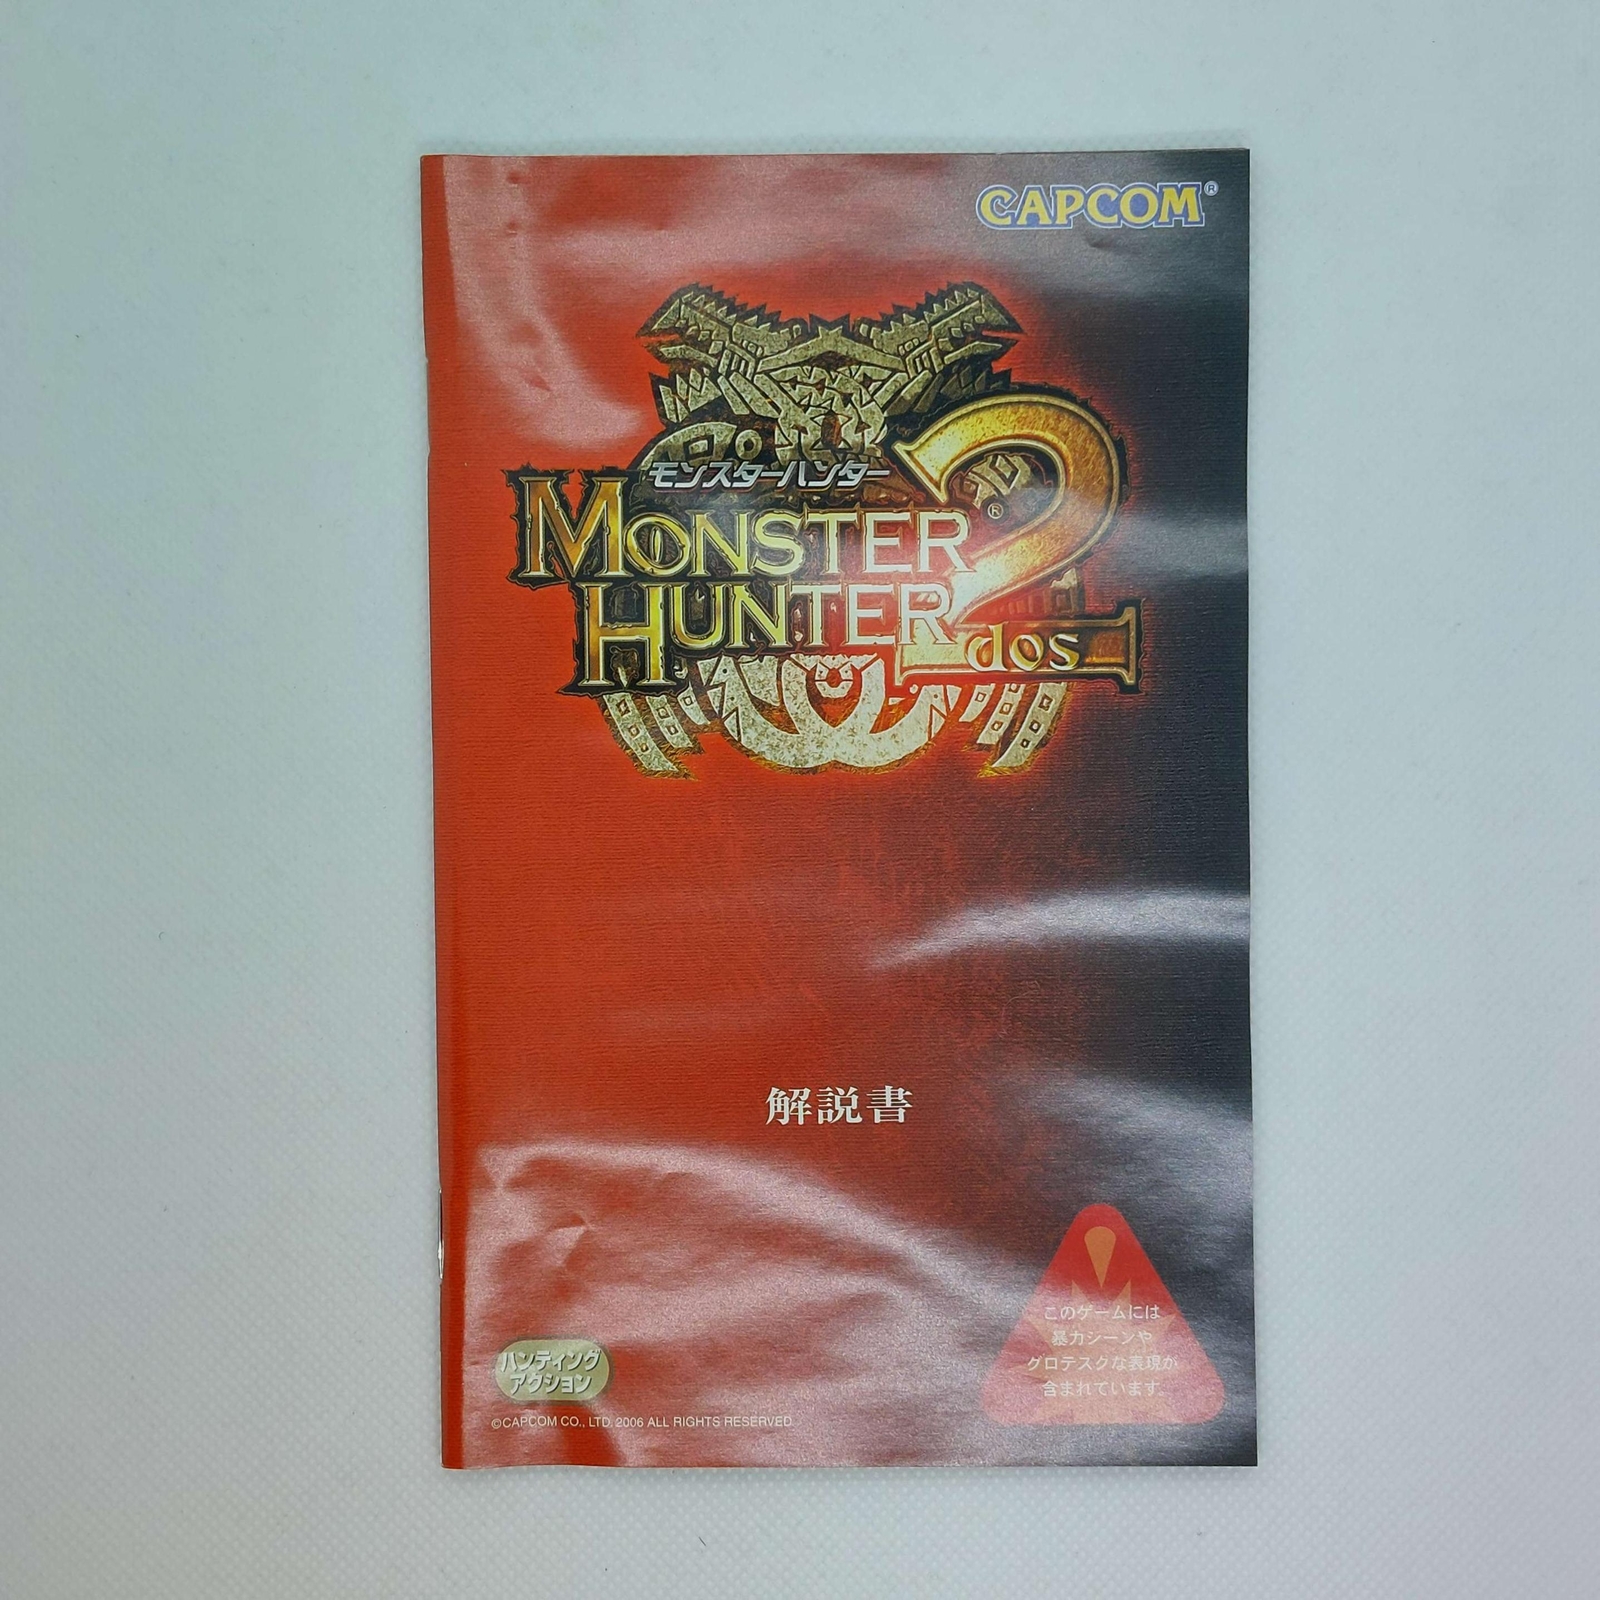 CAPCOM®
モンスターハンター
MONSTER
HUNTER 2
®
dos
解説書
このゲームには
暴力シーンや
グロテスクな表現が
含まれています。
ハンティング
アクション
©CAPCOM CO., LTD. 2006 ALL RIGHTS RESERVED.